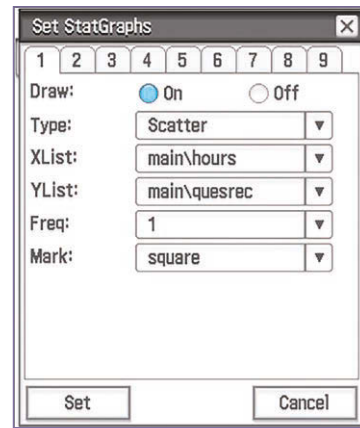 Set StatGraphs
1 2 3 4 5 6 7 8 9
Draw: On Off
Type: Scatter
XList: main\hours
YList: main\quesrec
Freq: 1
Mark: square
Set Cancel